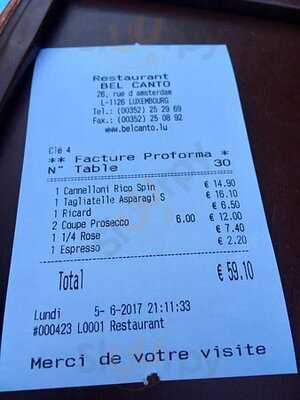 Restaurant
BEL CANTO
26, rue d amsterdam
L-1126 LUXEMBOURG
Tel.: (00352) 25 29 69
Fax.: (00352) 25 08 92
www.belcanto.lu
Clé 4
** Facture Proforma *
N° Table 30
1 Cannelloni Rico Spin € 14.90
1 Tagliatelle Asparagi S € 16.10
1 Ricard € 6.50
2 Coupe Prosecco 6.00 € 12.00
1 1/4 Rose € 7.40
1 Espresso € 2.20
Total € 59.10
Lundi 5- 6-2017 21:11:33
#000423 L0001 Restaurant
Merci de votre visite